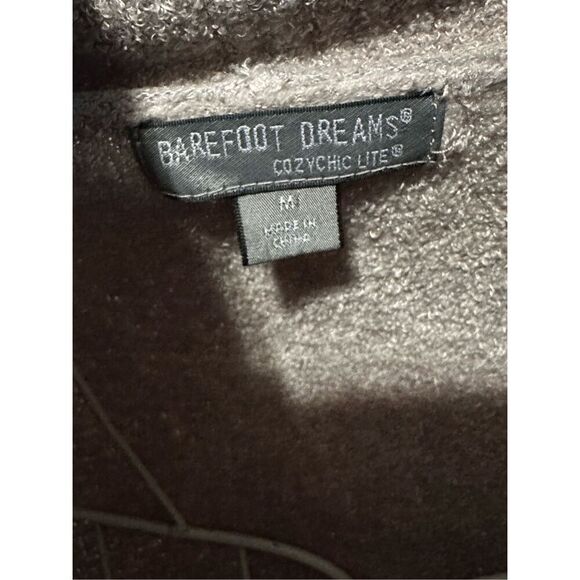 BAREFOOT DREAMS®
COZYCHIC LITE®
M
MADE IN
CHINA